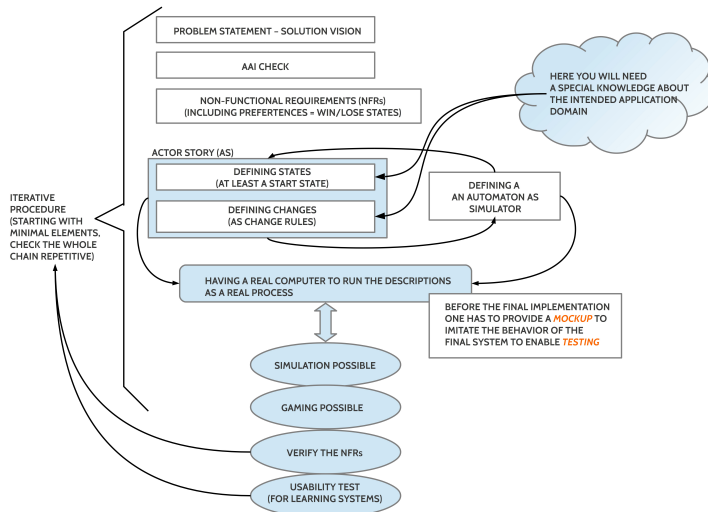 PROBLEM STATEMENT – SOLUTION VISION
AAI CHECK
NON-FUNCTIONAL REQUIREMENTS (NFRs)
(INCLUDING PREFERTENCES = WIN/LOSE STATES)
HERE YOU WILL NEED
A SPECIAL KNOWLEDGE ABOUT
THE INTENDED APPLICATION
DOMAIN
ACTOR STORY (AS)
DEFINING STATES
(AT LEAST A START STATE)
DEFINING CHANGES
(AS CHANGE RULES)
DEFINING A
AN AUTOMATON AS
SIMULATOR
ITERATIVE
PROCEDURE
(STARTING WITH
MINIMAL ELEMENTS,
CHECK THE WHOLE
CHAIN REPETITIVE)
HAVING A REAL COMPUTER TO RUN THE DESCRIPTIONS
AS A REAL PROCESS
BEFORE THE FINAL IMPLEMENTATION
ONE HAS TO PROVIDE A MOCKUP TO
IMITATE THE BEHAVIOR OF THE
FINAL SYSTEM TO ENABLE TESTING
SIMULATION POSSIBLE
GAMING POSSIBLE
VERIFY THE NFRs
USABILITY TEST
(FOR LEARNING SYSTEMS)